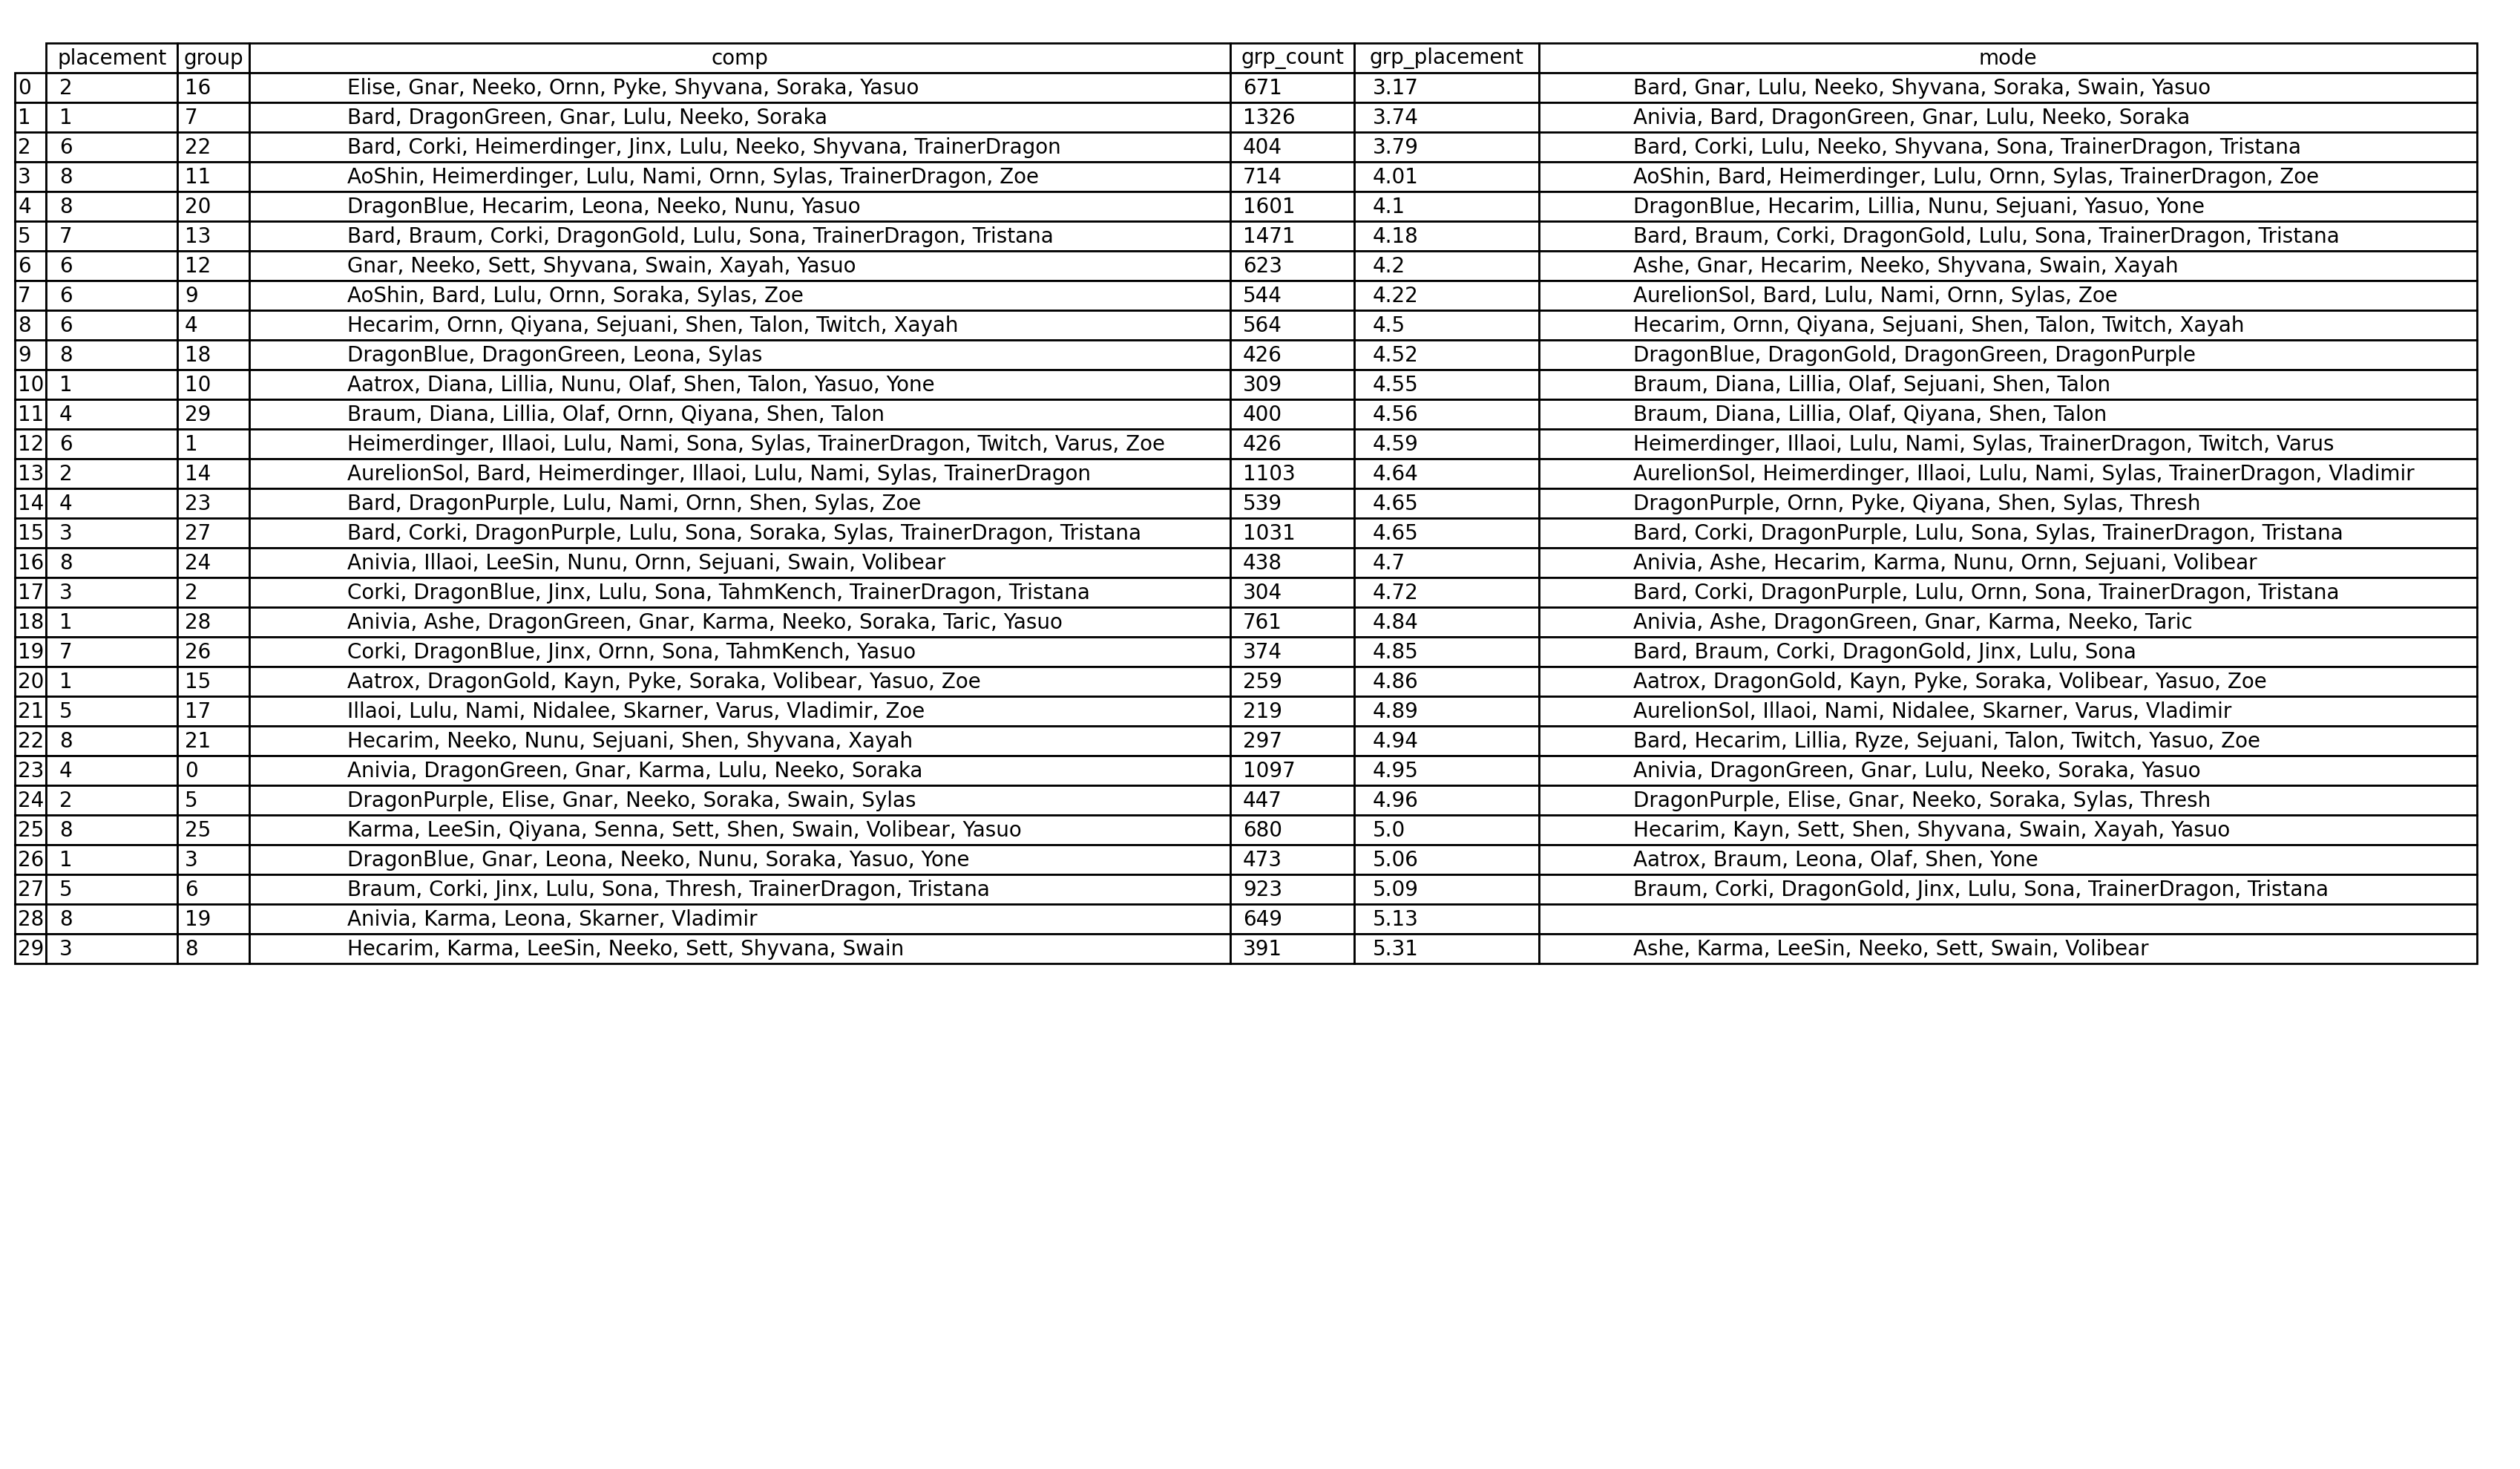 placement group comp grp_count grp_placement mode
0 2 16 Elise, Gnar, Neeko, Ornn, Pyke, Shyvana, Soraka, Yasuo 671 3.17 Bard, Gnar, Lulu, Neeko, Shyvana, Soraka, Swain, Yasuo
1 1 7 Bard, DragonGreen, Gnar, Lulu, Neeko, Soraka 1326 3.74 Anivia, Bard, DragonGreen, Gnar, Lulu, Neeko, Soraka
2 6 22 Bard, Corki, Heimerdinger, Jinx, Lulu, Neeko, Shyvana, TrainerDragon 404 3.79 Bard, Corki, Lulu, Neeko, Shyvana, Sona, TrainerDragon, Tristana
3 8 11 AoShin, Heimerdinger, Lulu, Nami, Ornn, Sylas, TrainerDragon, Zoe 714 4.01 AoShin, Bard, Heimerdinger, Lulu, Ornn, Sylas, TrainerDragon, Zoe
4 8 20 DragonBlue, Hecarim, Leona, Neeko, Nunu, Yasuo 1601 4.1 DragonBlue, Hecarim, Lillia, Nunu, Sejuani, Yasuo, Yone
5 7 13 Bard, Braum, Corki, DragonGold, Lulu, Sona, TrainerDragon, Tristana 1471 4.18 Bard, Braum, Corki, DragonGold, Lulu, Sona, TrainerDragon, Tristana
6 6 12 Gnar, Neeko, Sett, Shyvana, Swain, Xayah, Yasuo 623 4.2 Ashe, Gnar, Hecarim, Neeko, Shyvana, Swain, Xayah
7 6 9 AoShin, Bard, Lulu, Ornn, Soraka, Sylas, Zoe 544 4.22 AurelionSol, Bard, Lulu, Nami, Ornn, Sylas, Zoe
8 6 4 Hecarim, Ornn, Qiyana, Sejuani, Shen, Talon, Twitch, Xayah 564 4.5 Hecarim, Ornn, Qiyana, Sejuani, Shen, Talon, Twitch, Xayah
9 8 18 DragonBlue, DragonGreen, Leona, Sylas 426 4.52 DragonBlue, DragonGold, DragonGreen, DragonPurple
10 1 10 Aatrox, Diana, Lillia, Nunu, Olaf, Shen, Talon, Yasuo, Yone 309 4.55 Braum, Diana, Lillia, Olaf, Sejuani, Shen, Talon
11 4 29 Braum, Diana, Lillia, Olaf, Ornn, Qiyana, Shen, Talon 400 4.56 Braum, Diana, Lillia, Olaf, Qiyana, Shen, Talon
12 6 1 Heimerdinger, Illaoi, Lulu, Nami, Sona, Sylas, TrainerDragon, Twitch, Varus, Zoe 426 4.59 Heimerdinger, Illaoi, Lulu, Nami, Sylas, TrainerDragon, Twitch, Varus
13 2 14 AurelionSol, Bard, Heimerdinger, Illaoi, Lulu, Nami, Sylas, TrainerDragon 1103 4.64 AurelionSol, Heimerdinger, Illaoi, Lulu, Nami, Sylas, TrainerDragon, Vladimir
14 4 23 Bard, DragonPurple, Lulu, Nami, Ornn, Shen, Sylas, Zoe 539 4.65 DragonPurple, Ornn, Pyke, Qiyana, Shen, Sylas, Thresh
15 3 27 Bard, Corki, DragonPurple, Lulu, Sona, Soraka, Sylas, TrainerDragon, Tristana 1031 4.65 Bard, Corki, DragonPurple, Lulu, Sona, Sylas, TrainerDragon, Tristana
16 8 24 Anivia, Illaoi, LeeSin, Nunu, Ornn, Sejuani, Swain, Volibear 438 4.7 Anivia, Ashe, Hecarim, Karma, Nunu, Ornn, Sejuani, Volibear
17 3 2 Corki, DragonBlue, Jinx, Lulu, Sona, TahmKench, TrainerDragon, Tristana 304 4.72 Bard, Corki, DragonPurple, Lulu, Ornn, Sona, TrainerDragon, Tristana
18 1 28 Anivia, Ashe, DragonGreen, Gnar, Karma, Neeko, Soraka, Taric, Yasuo 761 4.84 Anivia, Ashe, DragonGreen, Gnar, Karma, Neeko, Taric
19 7 26 Corki, DragonBlue, Jinx, Ornn, Sona, TahmKench, Yasuo 374 4.85 Bard, Braum, Corki, DragonGold, Jinx, Lulu, Sona
20 1 15 Aatrox, DragonGold, Kayn, Pyke, Soraka, Volibear, Yasuo, Zoe 259 4.86 Aatrox, DragonGold, Kayn, Pyke, Soraka, Volibear, Yasuo, Zoe
21 5 17 Illaoi, Lulu, Nami, Nidalee, Skarner, Varus, Vladimir, Zoe 219 4.89 AurelionSol, Illaoi, Nami, Nidalee, Skarner, Varus, Vladimir
22 8 21 Hecarim, Neeko, Nunu, Sejuani, Shen, Shyvana, Xayah 297 4.94 Bard, Hecarim, Lillia, Ryze, Sejuani, Talon, Twitch, Yasuo, Zoe
23 4 0 Anivia, DragonGreen, Gnar, Karma, Lulu, Neeko, Soraka 1097 4.95 Anivia, DragonGreen, Gnar, Lulu, Neeko, Soraka, Yasuo
24 2 5 DragonPurple, Elise, Gnar, Neeko, Soraka, Swain, Sylas 447 4.96 DragonPurple, Elise, Gnar, Neeko, Soraka, Sylas, Thresh
25 8 25 Karma, LeeSin, Qiyana, Senna, Sett, Shen, Swain, Volibear, Yasuo 680 5.0 Hecarim, Kayn, Sett, Shen, Shyvana, Swain, Xayah, Yasuo
26 1 3 DragonBlue, Gnar, Leona, Neeko, Nunu, Soraka, Yasuo, Yone 473 5.06 Aatrox, Braum, Leona, Olaf, Shen, Yone
27 5 6 Braum, Corki, Jinx, Lulu, Sona, Thresh, TrainerDragon, Tristana 923 5.09 Braum, Corki, DragonGold, Jinx, Lulu, Sona, TrainerDragon, Tristana
28 8 19 Anivia, Karma, Leona, Skarner, Vladimir 649 5.13
29 3 8 Hecarim, Karma, LeeSin, Neeko, Sett, Shyvana, Swain 391 5.31 Ashe, Karma, LeeSin, Neeko, Sett, Swain, Volibear